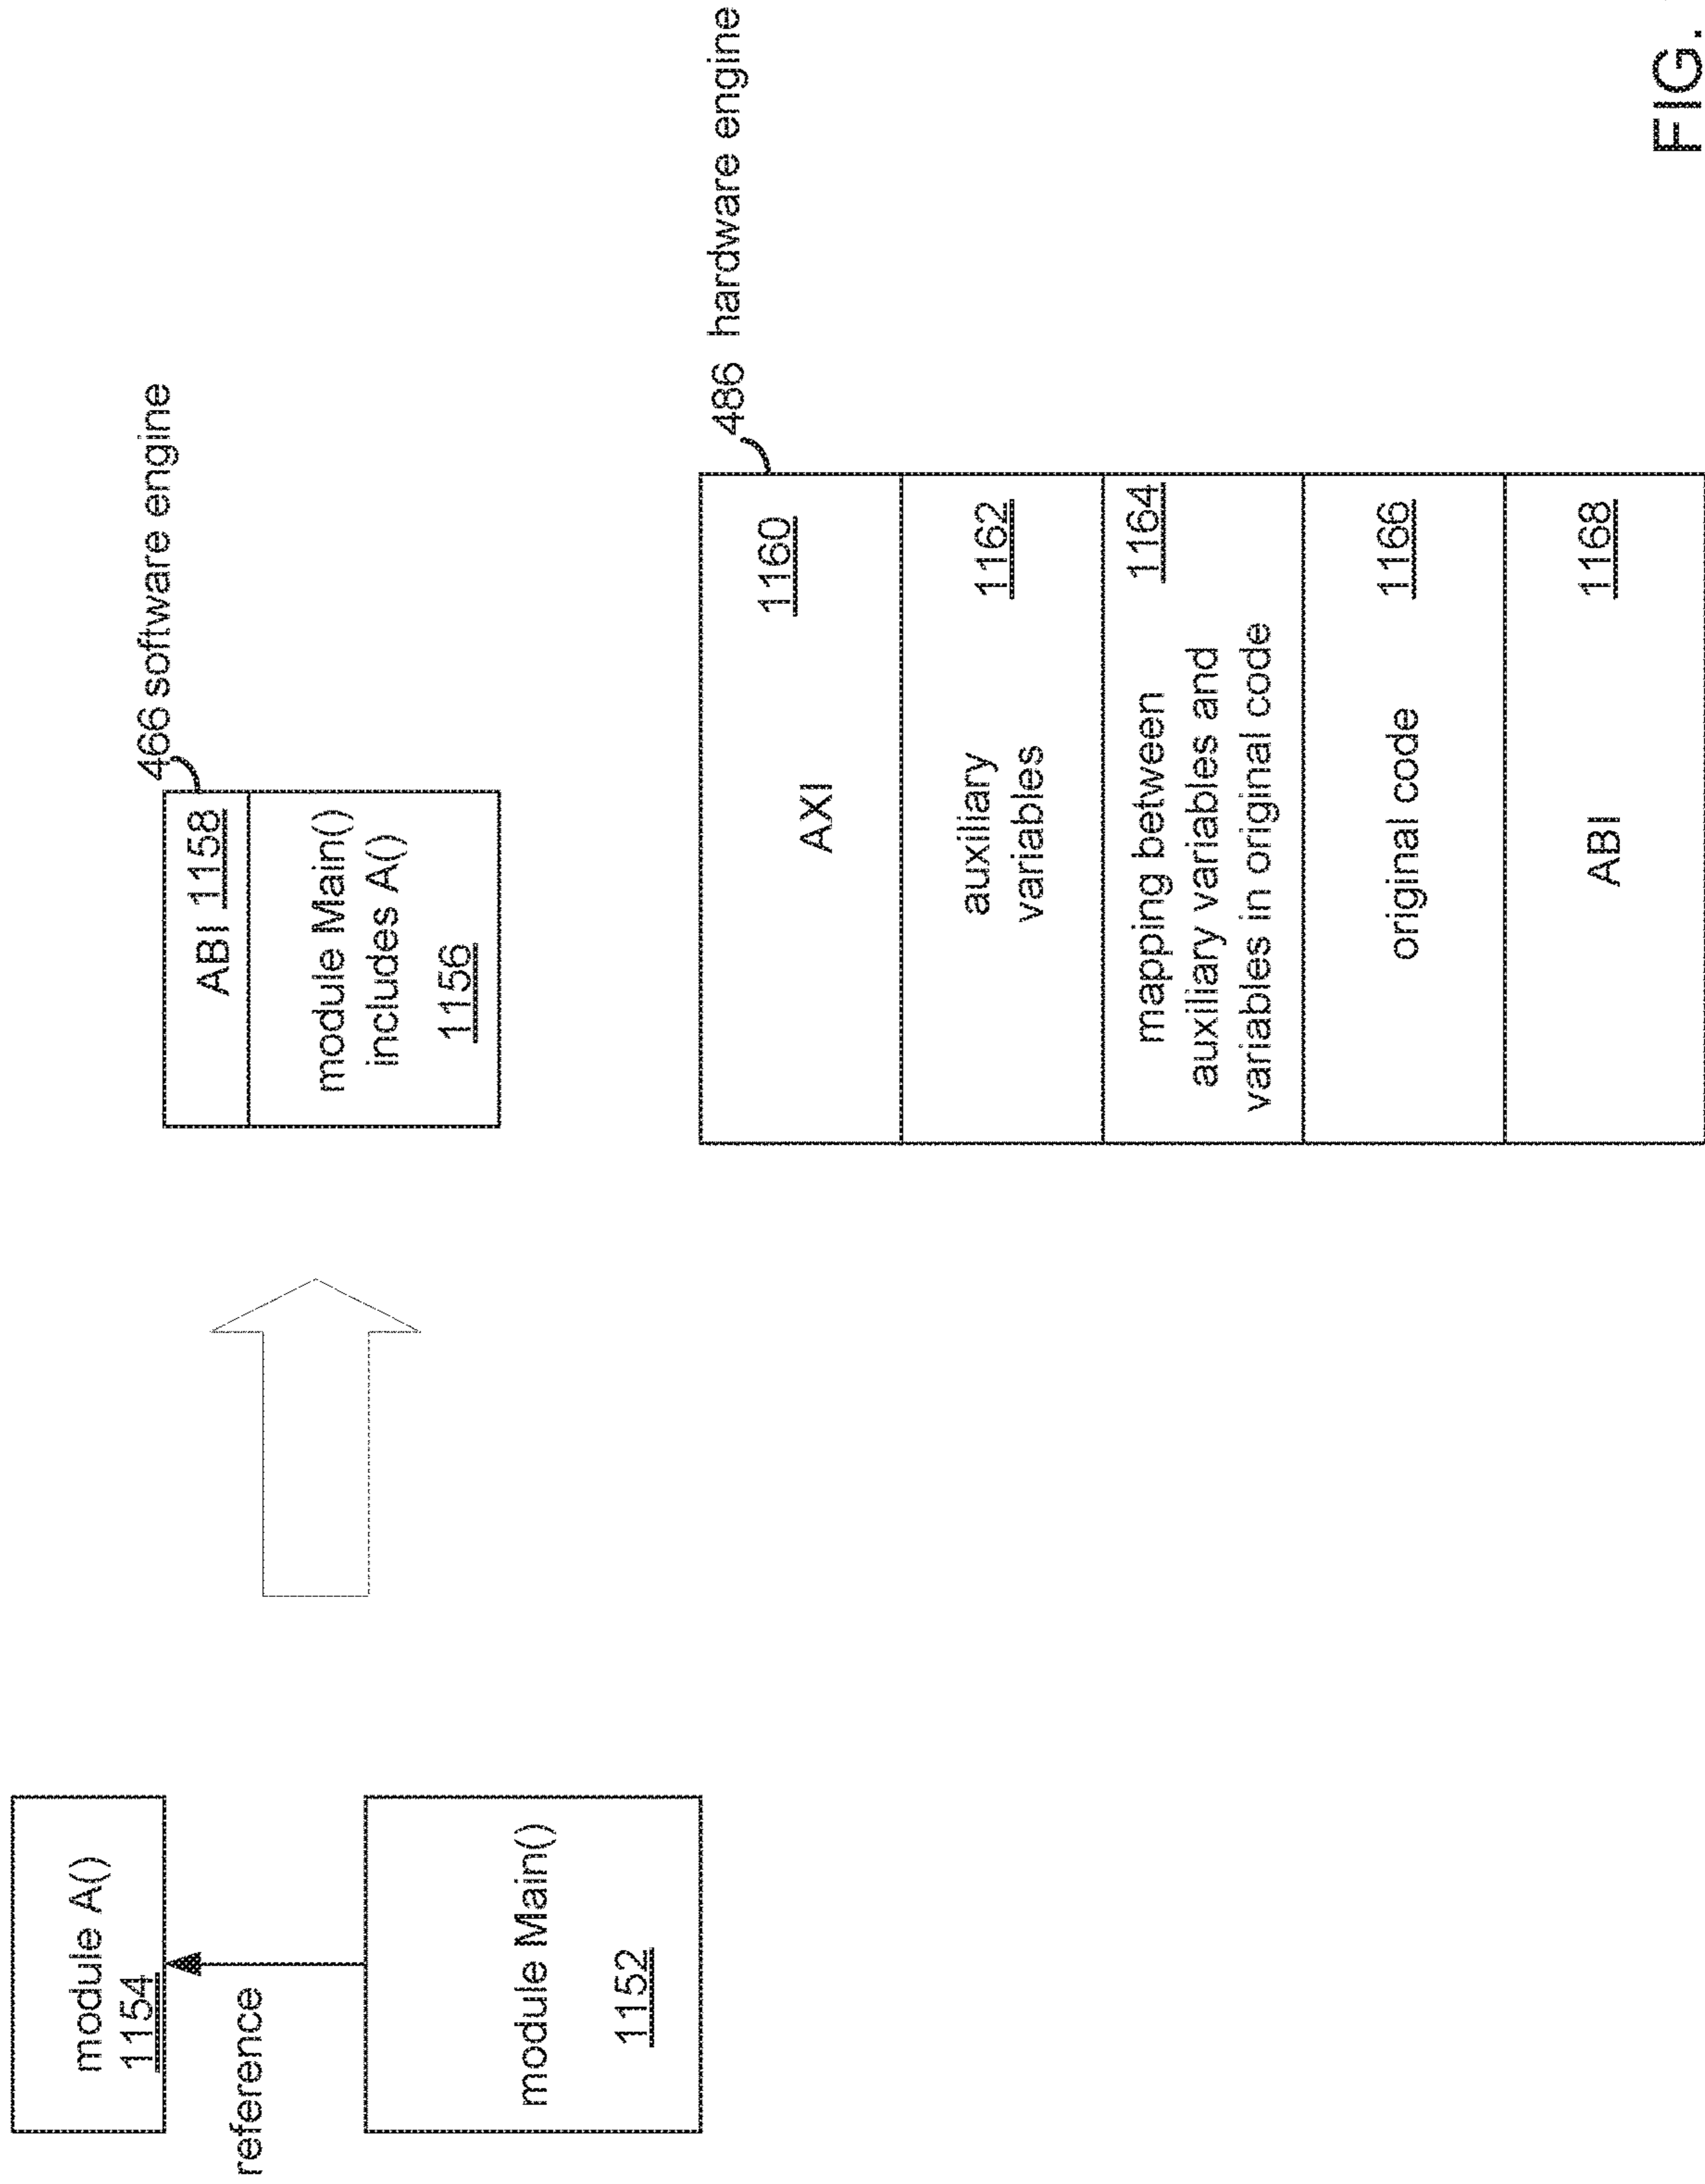 module A()
1154
reference
module Main()
1152
466 software engine
ABI 1158
module Main()
includes A()
1156
486 hardware engine
AXI 1160
auxiliary
variables
1162
mapping between
auxiliary variables and
variables in original code
1164
original code 1166
ABI 1168
FIG.